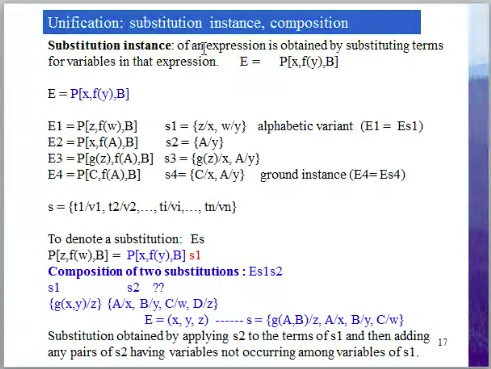 Unification: substitution instance, composition
Substitution instance: of an expression is obtained by substituting terms
for variables in that expression. E = P[x,f(y),B]
E = P[x,f(y),B]
E1 = P[z,f(w),B] s1 = {z/x, w/y} alphabetic variant (E1 = Es1)
E2 = P[x,f(A),B] s2 = {A/y}
E3 = P[g(z),f(A),B] s3 = {g(z)/x, A/y}
E4 = P[C,f(A),B] s4= {C/x, A/y} ground instance (E4= Es4)
s = {t1/v1, t2/v2,…, ti/vi,…, tn/vn}
To denote a substitution: Es
P[z,f(w),B] = P[x,f(y),B] s1
Composition of two substitutions : Es1s2
s1 s2 ??
{g(x,y)/z} {A/x, B/y, C/w, D/z}
E = (x, y, z) ------ s = {g(A,B)/z, A/x, B/y, C/w}
Substitution obtained by applying s2 to the terms of s1 and then adding
any pairs of s2 having variables not occurring among variables of s1.
17